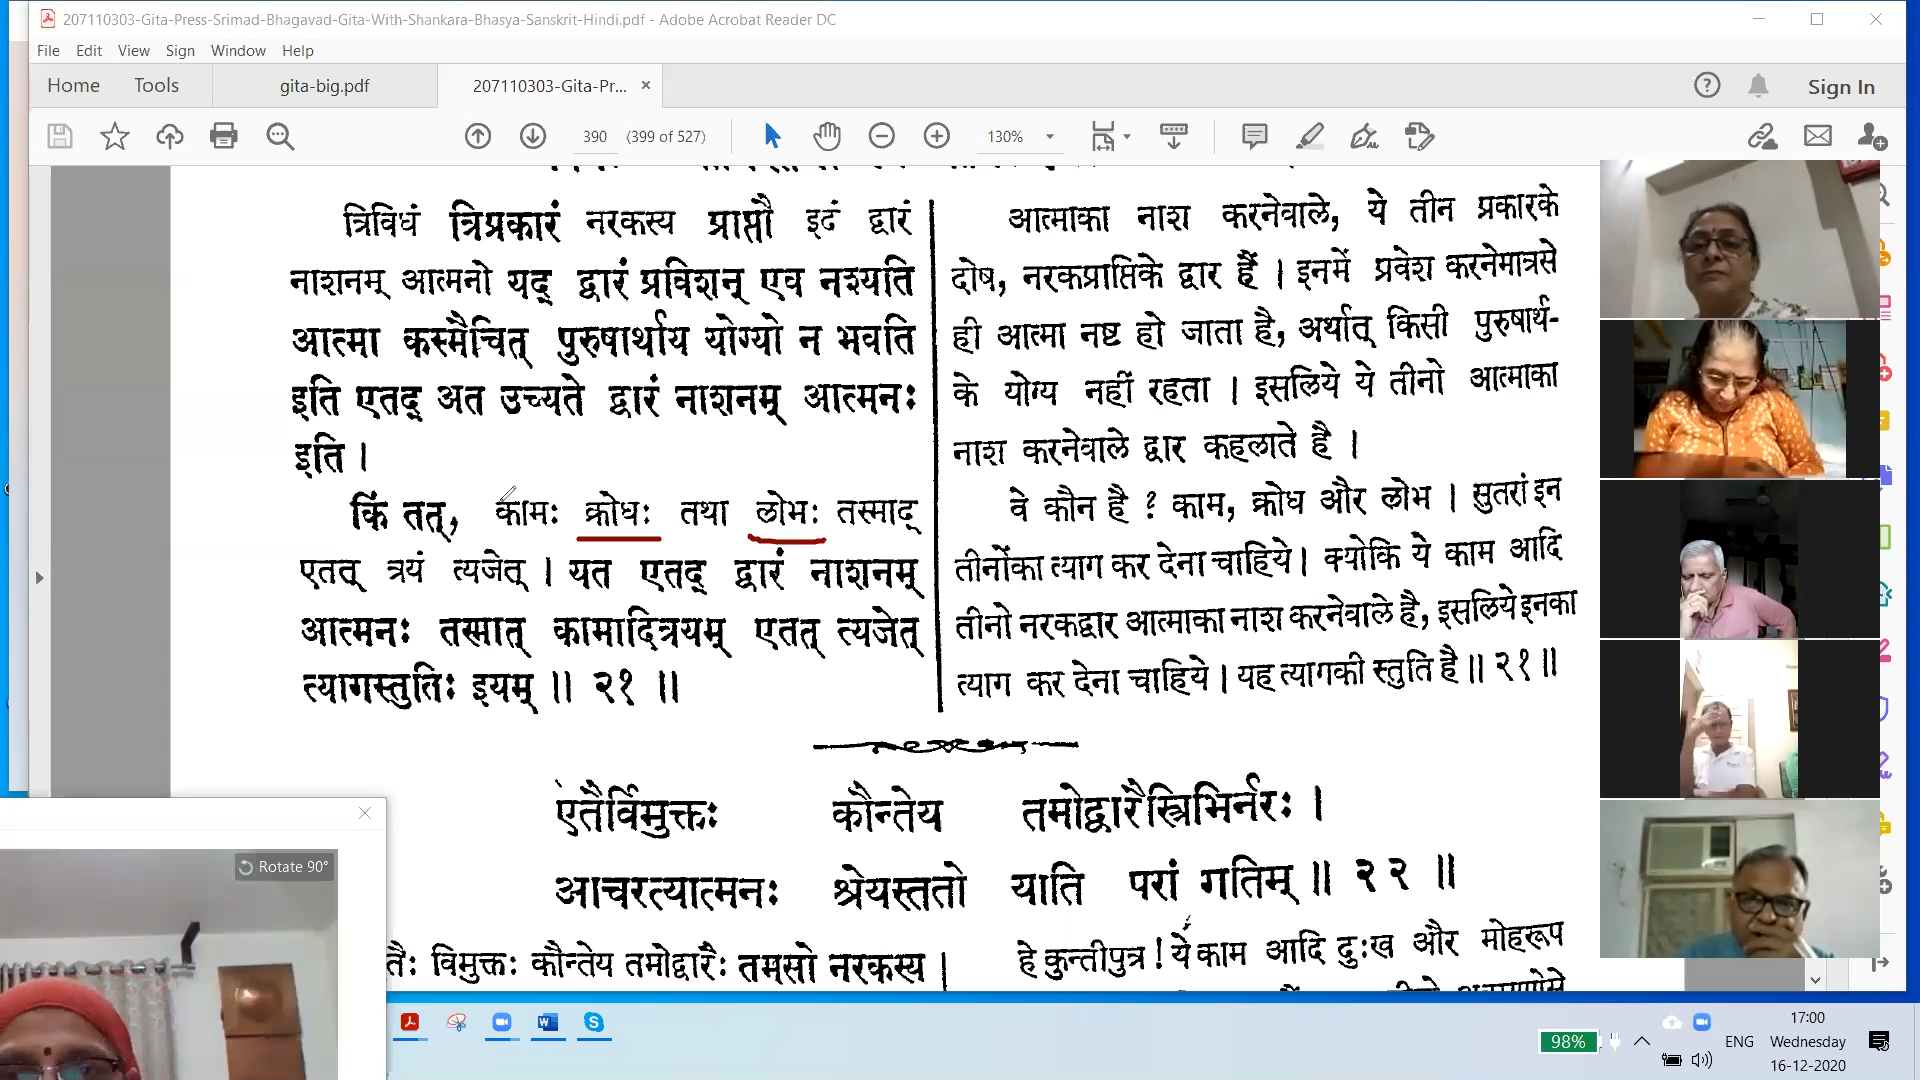 207110303-Gita-Press-Srimad-Bhagavad-Gita-With-Shankara-Bhasya-Sanskrit-Hindi.pdf - Adobe Acrobat Reader DC
File Edit View Sign Window Help
Home Tools gita-big.pdf 207110303-Gita-Pr... × Sign In
390 (399 of 527) 130%
त्रिविधं त्रिप्रकारं नरकस्य प्राप्तौ इदं द्वारं
नाशनम् आत्मनो यद् द्वारं प्रविशन् एव नश्यति
आत्मा कस्मैचित् पुरुषार्थाय योग्यो न भवति
इति एतद् अत उच्यते द्वारं नाशनम् आत्मनः
इति ।
किं तत्, कामः क्रोधः तथा लोभः तस्माद्
एतत् त्रयं त्यजेत् । यत एतद् द्वारं नाशनम्
आत्मनः तस्मात् कामादित्रयम् एतत् त्यजेत्
त्यागस्तुतिः इयम् ॥ २१ ॥
आत्माका नाश करनेवाले, ये तीन प्रकारके
दोष, नरकप्राप्तिके द्वार हैं । इनमें प्रवेश करनेमात्रसे
ही आत्मा नष्ट हो जाता है, अर्थात् किसी पुरुषार्थ-
के योग्य नहीं रहता । इसलिये ये तीनो आत्माका
नाश करनेवाले द्वार कहलाते है ।
वे कौन है ? काम, क्रोध और लोभ । सुतरां इन
तीनोंका त्याग कर देना चाहिये । क्योकि ये काम आदि
तीनो नरकद्वार आत्माका नाश करनेवाले है, इसलिये इनका
त्याग कर देना चाहिये । यह त्यागकी स्तुति है ॥ २१ ॥
एतैर्विमुक्तः कौन्तेय तमोद्वारैस्त्रिभिर्नरः ।
आचरत्यात्मनः श्रेयस्ततो याति परां गतिम् ॥ २२ ॥
विमुक्तः कौन्तेय तमोद्वारैः तमसो नरकस्य
हे कुन्तीपुत्र ! ये काम आदि दुःख और मोहरूप
Rotate 90°
98% ENG 17:00
Wednesday
16-12-2020